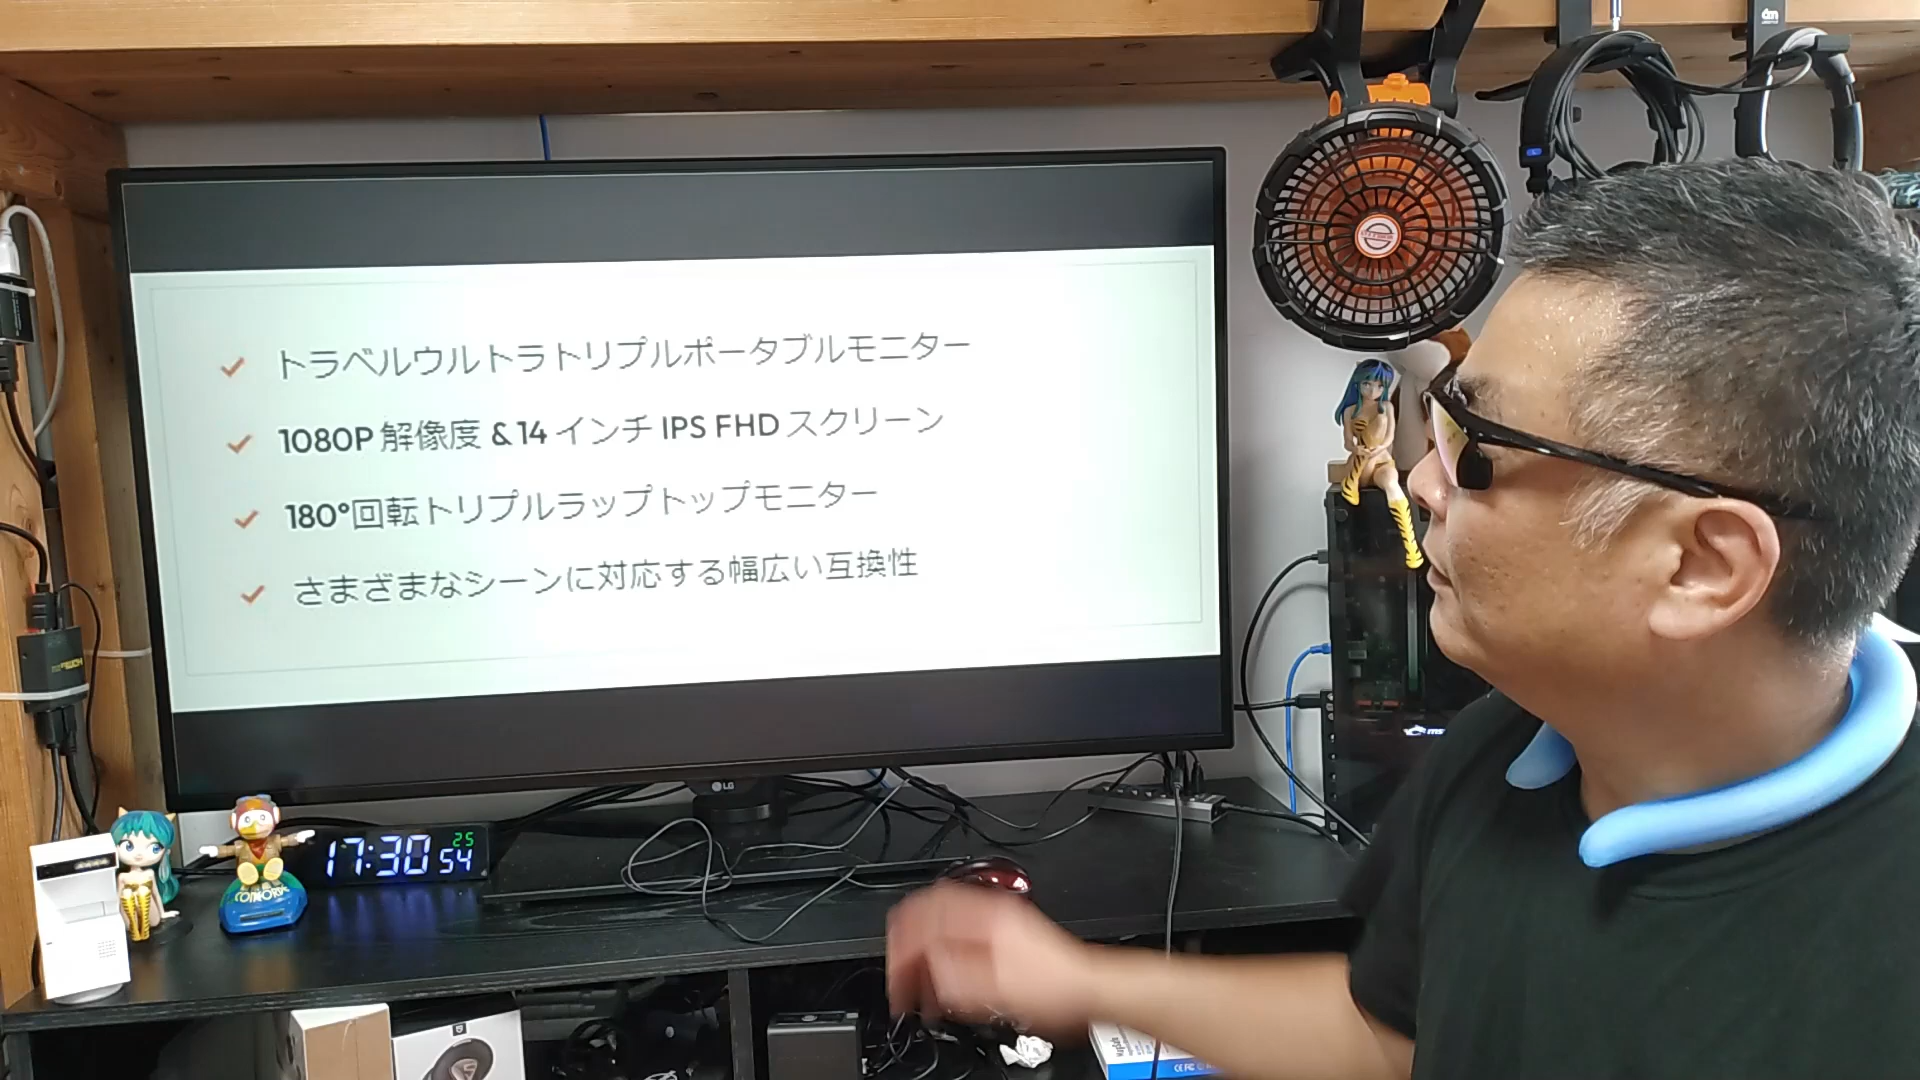 トラベルウルトラトリプルポータブルモニター
1080P 解像度 & 14 インチ IPS FHD スクリーン
180°回転トリプルラップトップモニター
さまざまなシーンに対応する幅広い互換性
LG
17:30 54
25